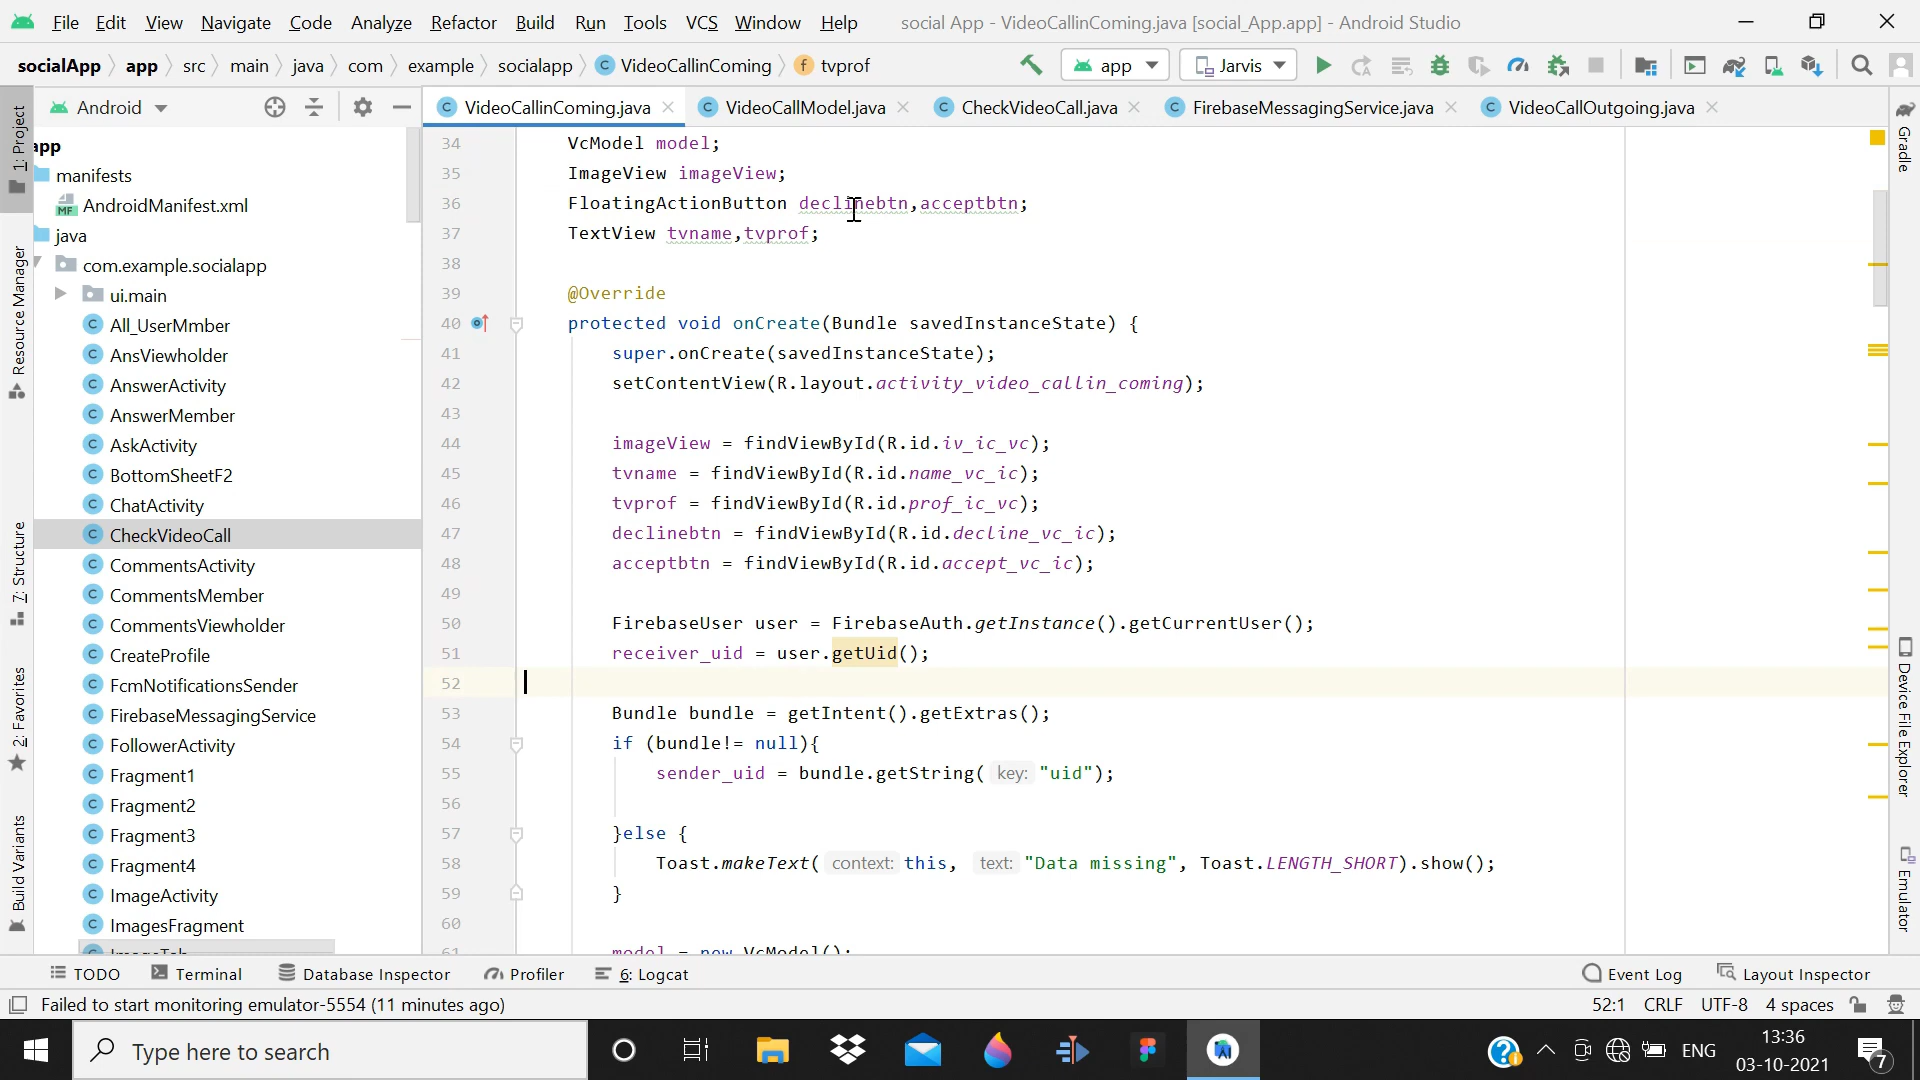 File Edit View Navigate Code Analyze Refactor Build Run Tools VCS Window Help social App - VideoCallinComing.java [social_App.app] - Android Studio
socialApp app src main java com example socialapp VideoCallinComing tvprof app Jarvis
Android VideoCallinComing.java VideoCallModel.java CheckVideoCall.java FirebaseMessagingService.java VideoCallOutgoing.java
1: Project
Resource Manager
7: Structure
2: Favorites
Build Variants
app
manifests
AndroidManifest.xml
java
com.example.socialapp
ui.main
All_UserMmber
AnsViewholder
AnswerActivity
AnswerMember
AskActivity
BottomSheetF2
ChatActivity
CheckVideoCall
CommentsActivity
CommentsMember
CommentsViewholder
CreateProfile
FcmNotificationsSender
FirebaseMessagingService
FollowerActivity
Fragment1
Fragment2
Fragment3
Fragment4
ImageActivity
ImagesFragment
ImageTab
34 VcModel model;
35 ImageView imageView;
36 FloatingActionButton declinebtn,acceptbtn;
37 TextView tvname,tvprof;
38
39 @Override
40 protected void onCreate(Bundle savedInstanceState) {
41 super.onCreate(savedInstanceState);
42 setContentView(R.layout.activity_video_callin_coming);
43
44 imageView = findViewById(R.id.iv_ic_vc);
45 tvname = findViewById(R.id.name_vc_ic);
46 tvprof = findViewById(R.id.prof_ic_vc);
47 declinebtn = findViewById(R.id.decline_vc_ic);
48 acceptbtn = findViewById(R.id.accept_vc_ic);
49
50 FirebaseUser user = FirebaseAuth.getInstance().getCurrentUser();
51 receiver_uid = user.getUid();
52
53 Bundle bundle = getIntent().getExtras();
54 if (bundle!= null){
55 sender_uid = bundle.getString( key: "uid");
56
57 }else {
58 Toast.makeText( context: this, text: "Data missing", Toast.LENGTH_SHORT).show();
59 }
60
61 model = new VcModel();
Gradle
Device File Explorer
Emulator
TODO Terminal Database Inspector Profiler 6: Logcat Event Log Layout Inspector
Failed to start monitoring emulator-5554 (11 minutes ago) 52:1 CRLF UTF-8 4 spaces
Type here to search ENG 13:36
03-10-2021 7